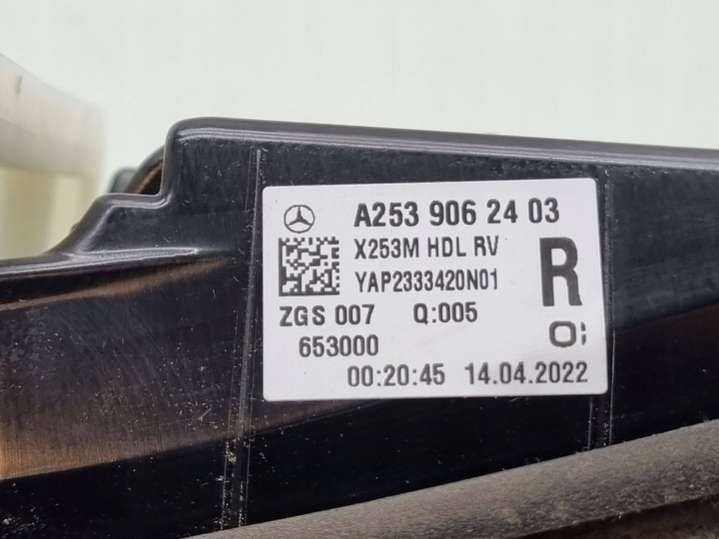 A253 906 24 03
X253M HDL RV
YAP2333420N01
R
ZGS 007 Q:005
653000
00:20:45 14.04.2022